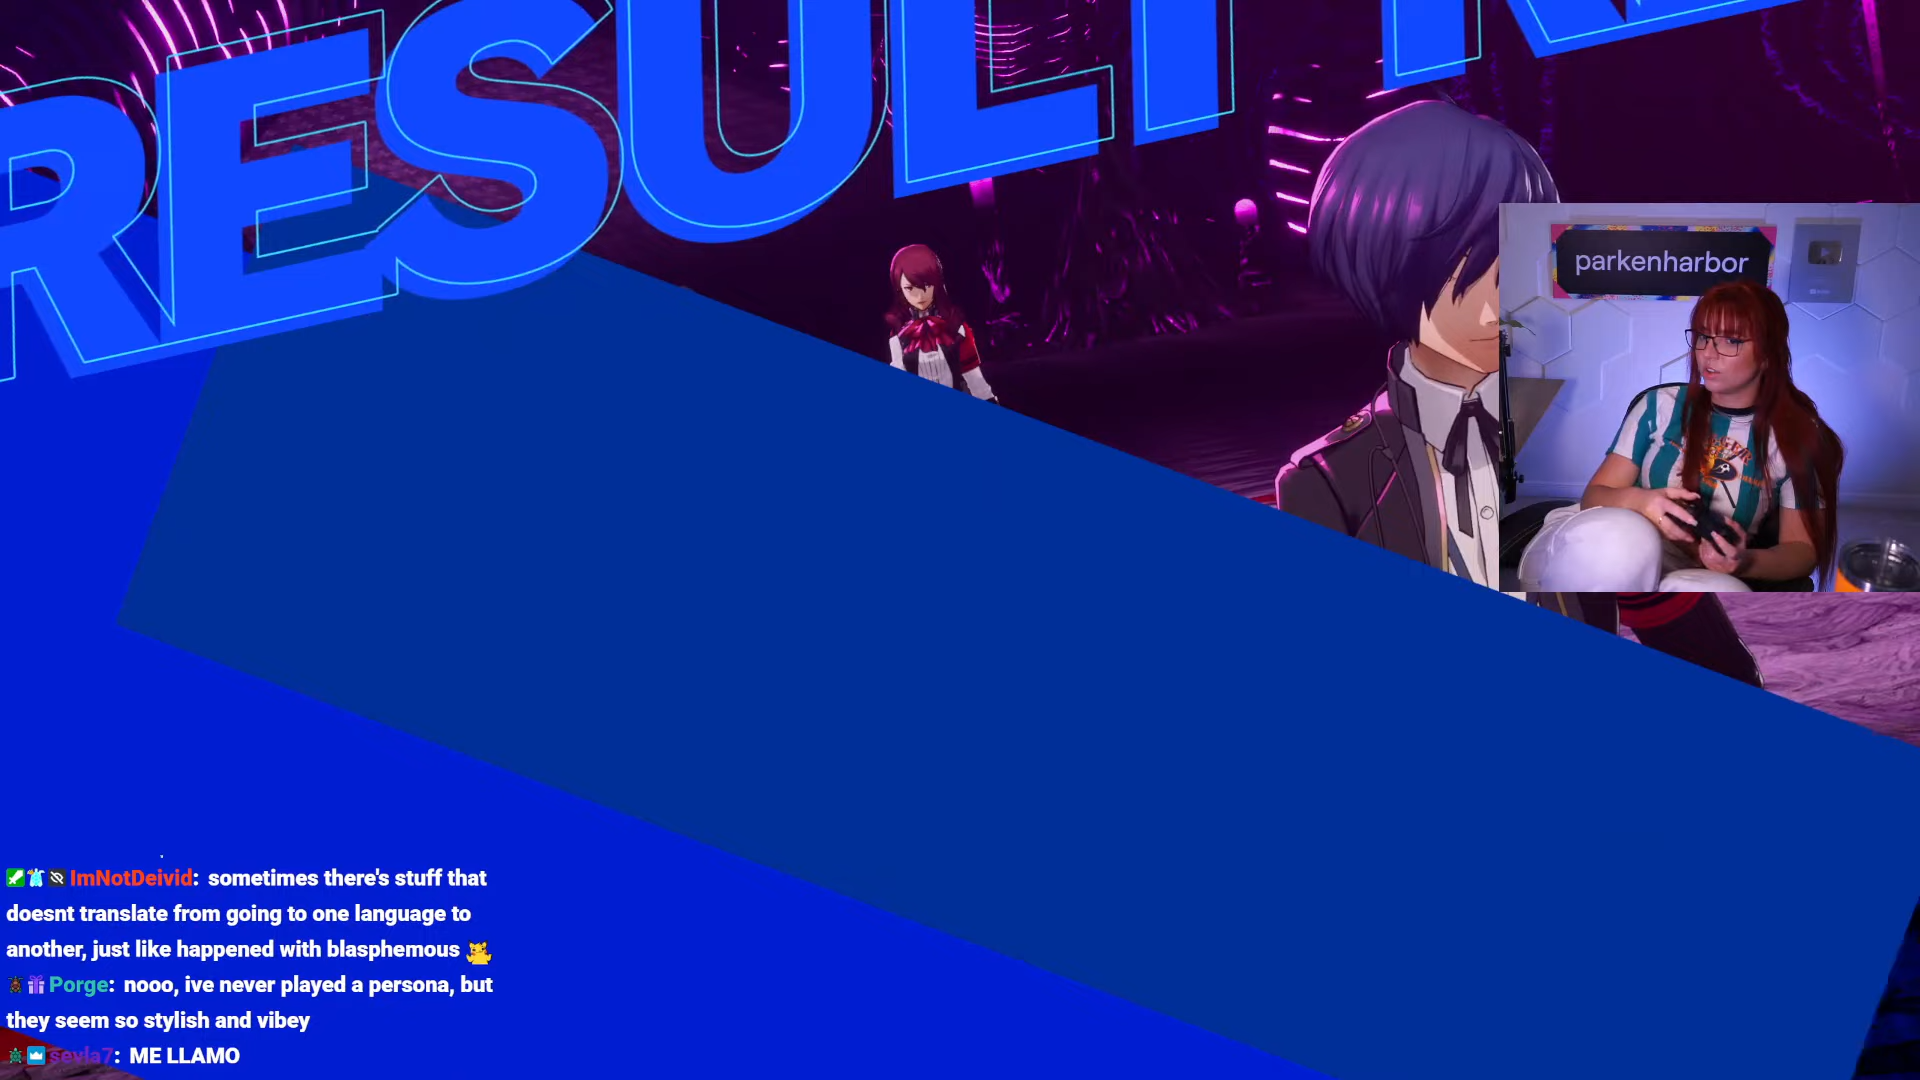 RESULT
parkenharbor
ImNotDeivid: sometimes there's stuff that
doesnt translate from going to one language to
another, just like happened with blasphemous
Porge: nooo, ive never played a persona, but
they seem so stylish and vibey
sevla7: ME LLAMO